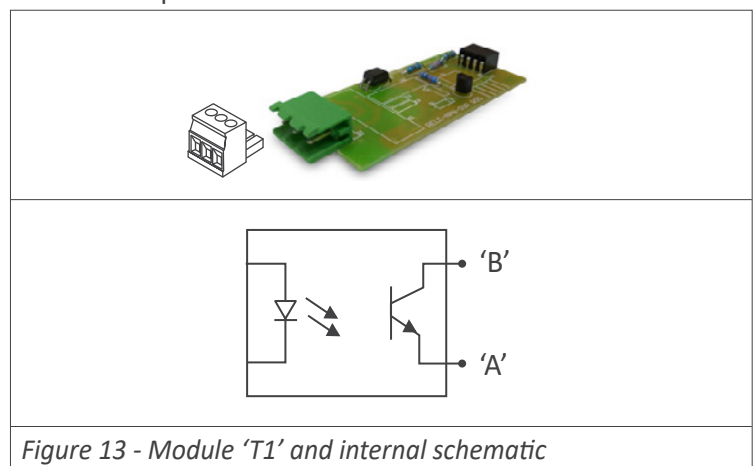 ‘B’
‘A’
Figure 13 - Module ‘T1’ and internal schematic